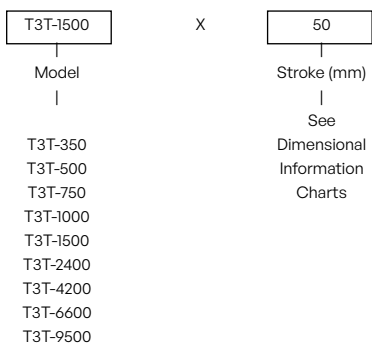 T3T-1500 X 50
Model Stroke (mm)
See
T3T-350 Dimensional
T3T-500 Information
T3T-750 Charts
T3T-1000
T3T-1500
T3T-2400
T3T-4200
T3T-6600
T3T-9500